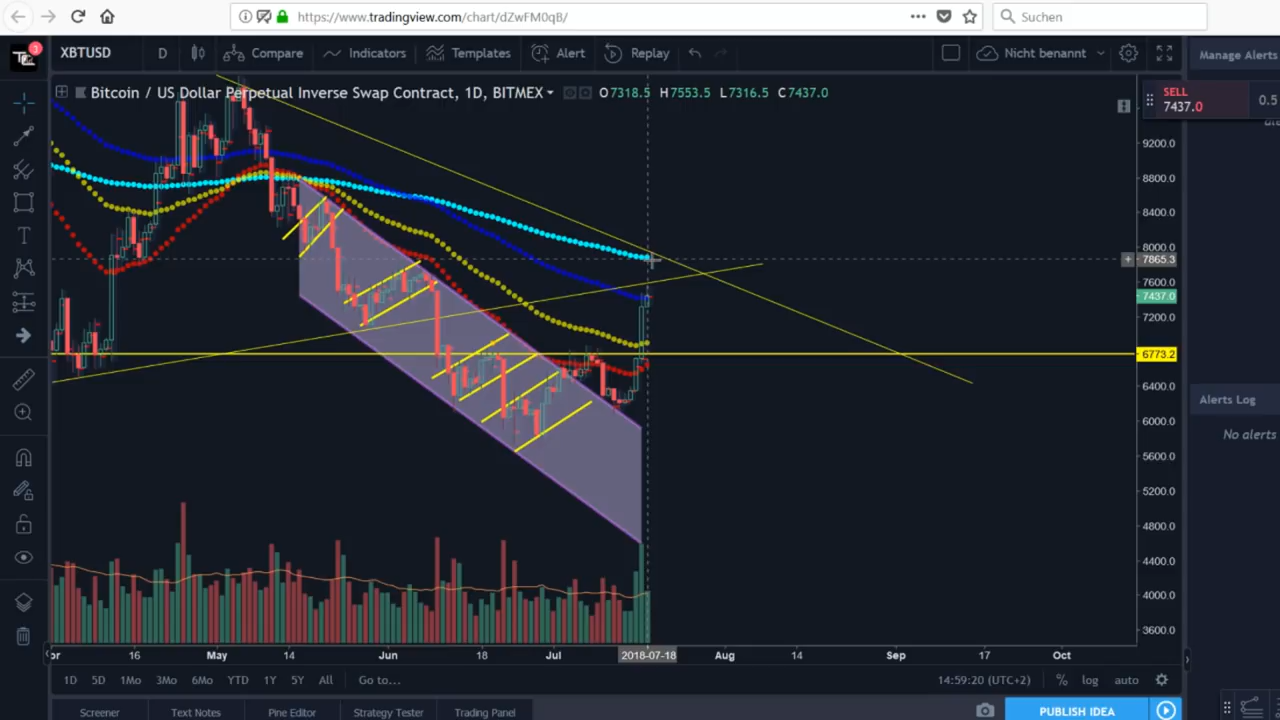 https://www.tradingview.com/chart/dZwFM0qB/
Suchen
3
XBTUSD
D
Compare
Indicators
Templates
Alert
Replay
Nicht benannt
Manage Alerts
Bitcoin / US Dollar Perpetual Inverse Swap Contract, 1D, BITMEX
O7318.5 H7553.5 L7316.5 C7437.0
SELL
7437.0
0.5
9200.0
8800.0
8400.0
8000.0
7865.3
7600.0
7437.0
7200.0
6773.2
6400.0
6000.0
5600.0
5200.0
4800.0
4400.0
4000.0
3600.0
Alerts Log
No alerts
16
May
14
Jun
18
Jul
2018-07-18
Aug
14
Sep
17
Oct
1D
5D
1Mo
3Mo
6Mo
YTD
1Y
5Y
All
Go to...
14:59:20 (UTC+2)
%
log
auto
Screener
Text Notes
Pine Editor
Strategy Tester
Trading Panel
PUBLISH IDEA